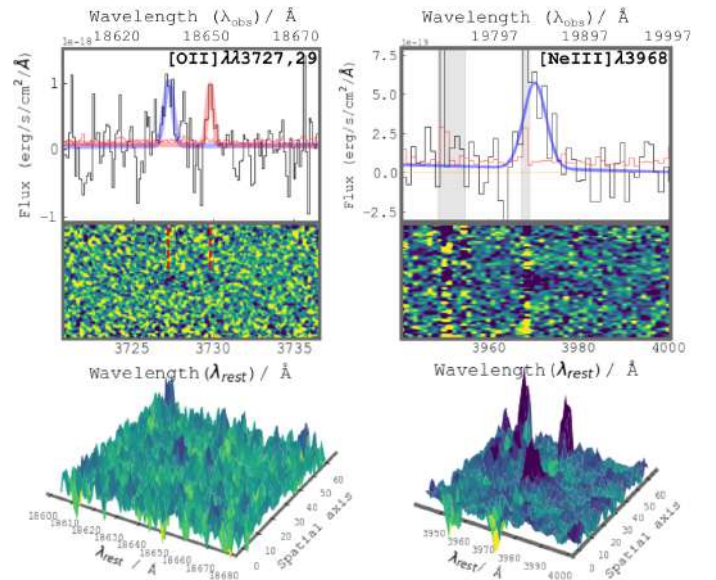 Wavelength (λobs)/ Å
18620 18650 18670
1e-18
[OII]λλ3727,29
Flux (erg/s/cm²/Å)
1
0
−1
3725 3730 3735
Wavelength(λrest)/ Å
18600 18610 18620 18630 18640 18650 18660 18670 18680
λrest / Å
0 10 20 30 40 50 60
Spatial axis
Wavelength (λobs)/ Å
19797 19897 19997
1e-19
[NeIII]λ3968
Flux (erg/s/cm²/Å)
7.5
5.0
2.5
0.0
−2.5
3960 3980 4000
Wavelength(λrest)/ Å
3950 3960 3970 3980 3990 4000
λrest/ Å
0 10 20 30 40 50 60
Spatial axis